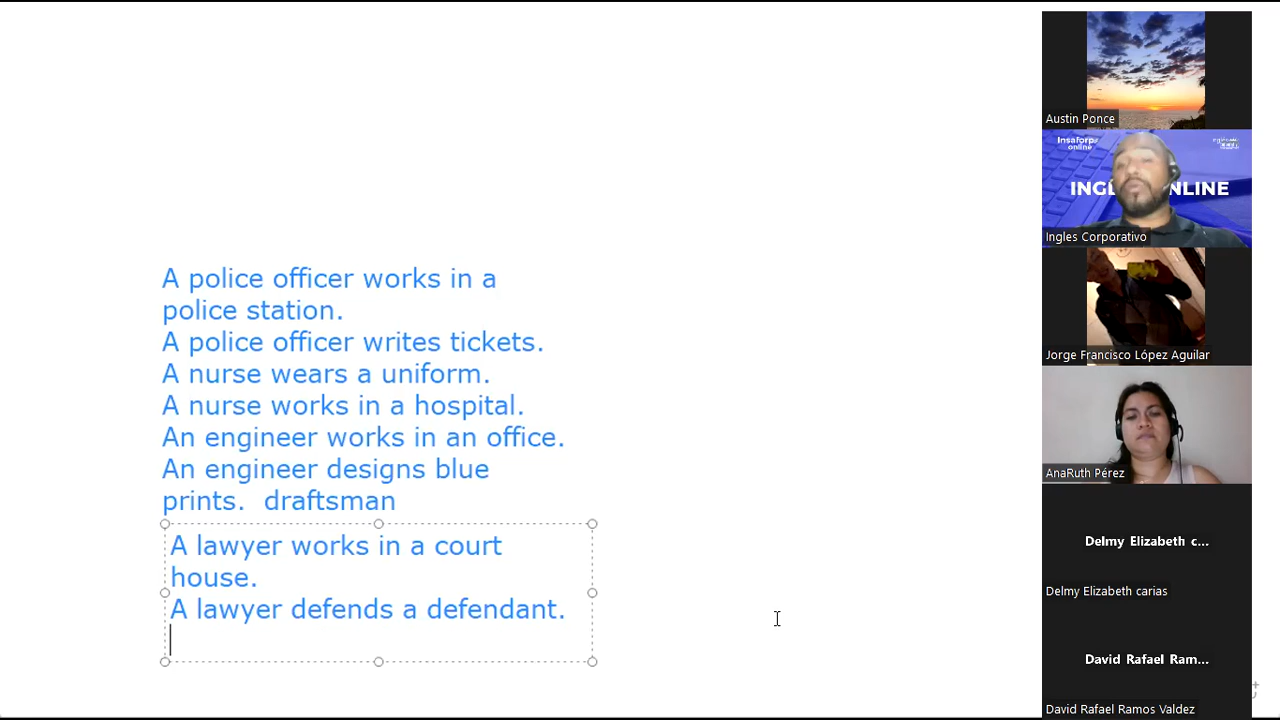 A police officer works in a
police station.
A police officer writes tickets.
A nurse wears a uniform.
A nurse works in a hospital.
An engineer works in an office.
An engineer designs blue
prints.  draftsman
A lawyer works in a court
house.
A lawyer defends a defendant.
Austin Ponce
Insaforp
online
Ingles Corporativo
Jorge Francisco López Aguilar
AnaRuth Pérez
Delmy Elizabeth c...
Delmy Elizabeth carias
David Rafael Ram...
David Rafael Ramos Valdez